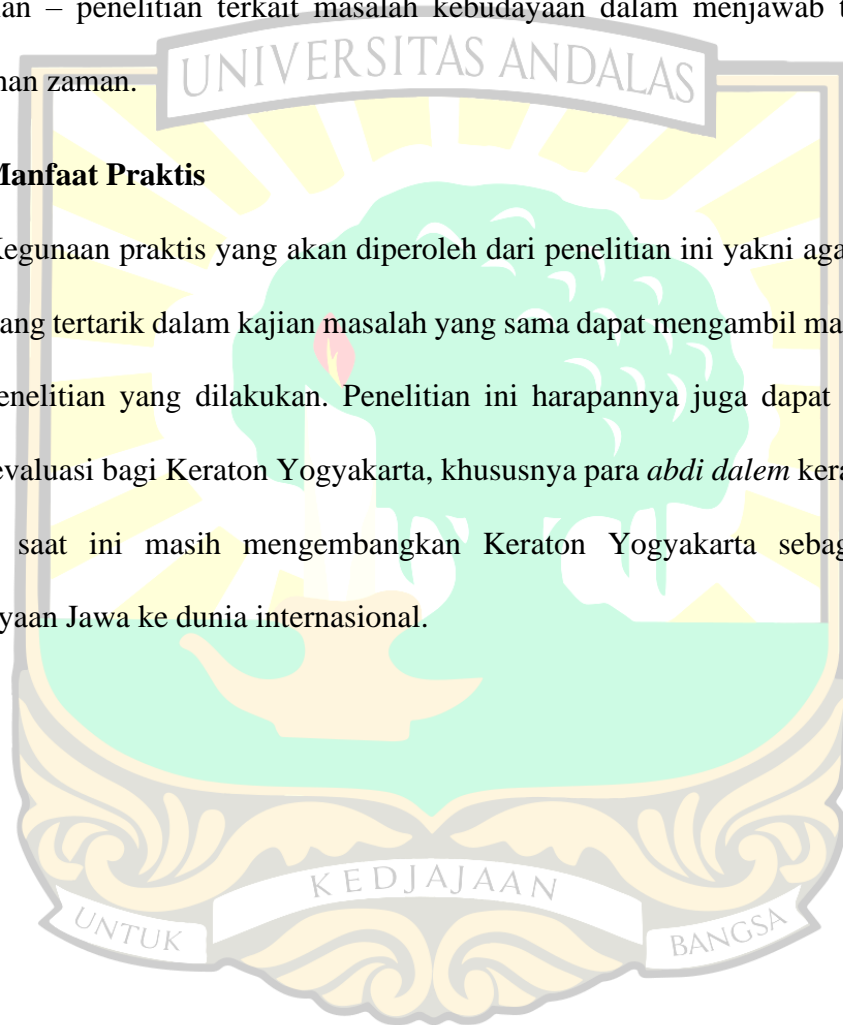 an – penelitian terkait masalah kebudayaan dalam menjawab t
an zaman.
UNIVERSITAS ANDALAS
Manfaat Praktis
Kegunaan praktis yang akan diperoleh dari penelitian ini yakni aga
ang tertarik dalam kajian masalah yang sama dapat mengambil ma
enelitian yang dilakukan. Penelitian ini harapannya juga dapat
evaluasi bagi Keraton Yogyakarta, khususnya para abdi dalem kera
saat ini masih mengembangkan Keraton Yogyakarta sebag
yaan Jawa ke dunia internasional.
KEDJAJAAN
UNTUK
BANGSA